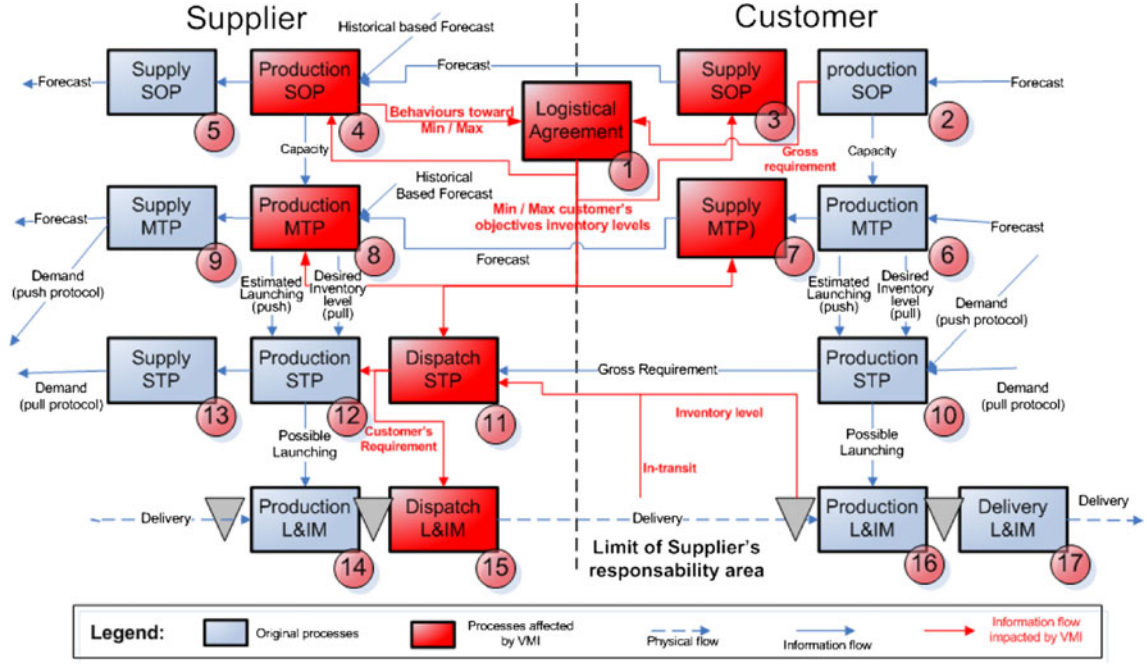 Supplier
Customer
Historical based Forecast
Forecast
Supply
SOP
5
Production
SOP
4
Forecast
Behaviours toward
Min / Max
Logistical
Agreement
1
Supply
SOP
3
production
SOP
2
Forecast
Gross
requirement
Capacity
Capacity
Historical
Based Forecast
Min / Max customer's
objectives inventory levels
Forecast
Supply
MTP
9
Production
MTP
8
Forecast
Supply
MTP)
7
Production
MTP
6
Forecast
Demand
(push protocol)
Estimated
Launching
(push)
Desired
Inventory
level
(pull)
Estimated
Launching
(push)
Desired
Inventory
level
(pull)
Demand
(push protocol)
Supply
STP
13
Production
STP
12
Dispatch
STP
11
Gross Requirement
Production
STP
10
Demand
(pull protocol)
Demand
(pull protocol)
Possible
Launching
Customer's
Requirement
Inventory level
In-transit
Possible
Launching
Delivery
Production
L&IM
14
Dispatch
L&IM
15
Delivery
Production
L&IM
16
Delivery
L&IM
17
Delivery
Limit of Supplier's
responsability area
Legend:
Original processes
Processes affected
by VMI
Physical flow
Information flow
Information flow
impacted by VMI